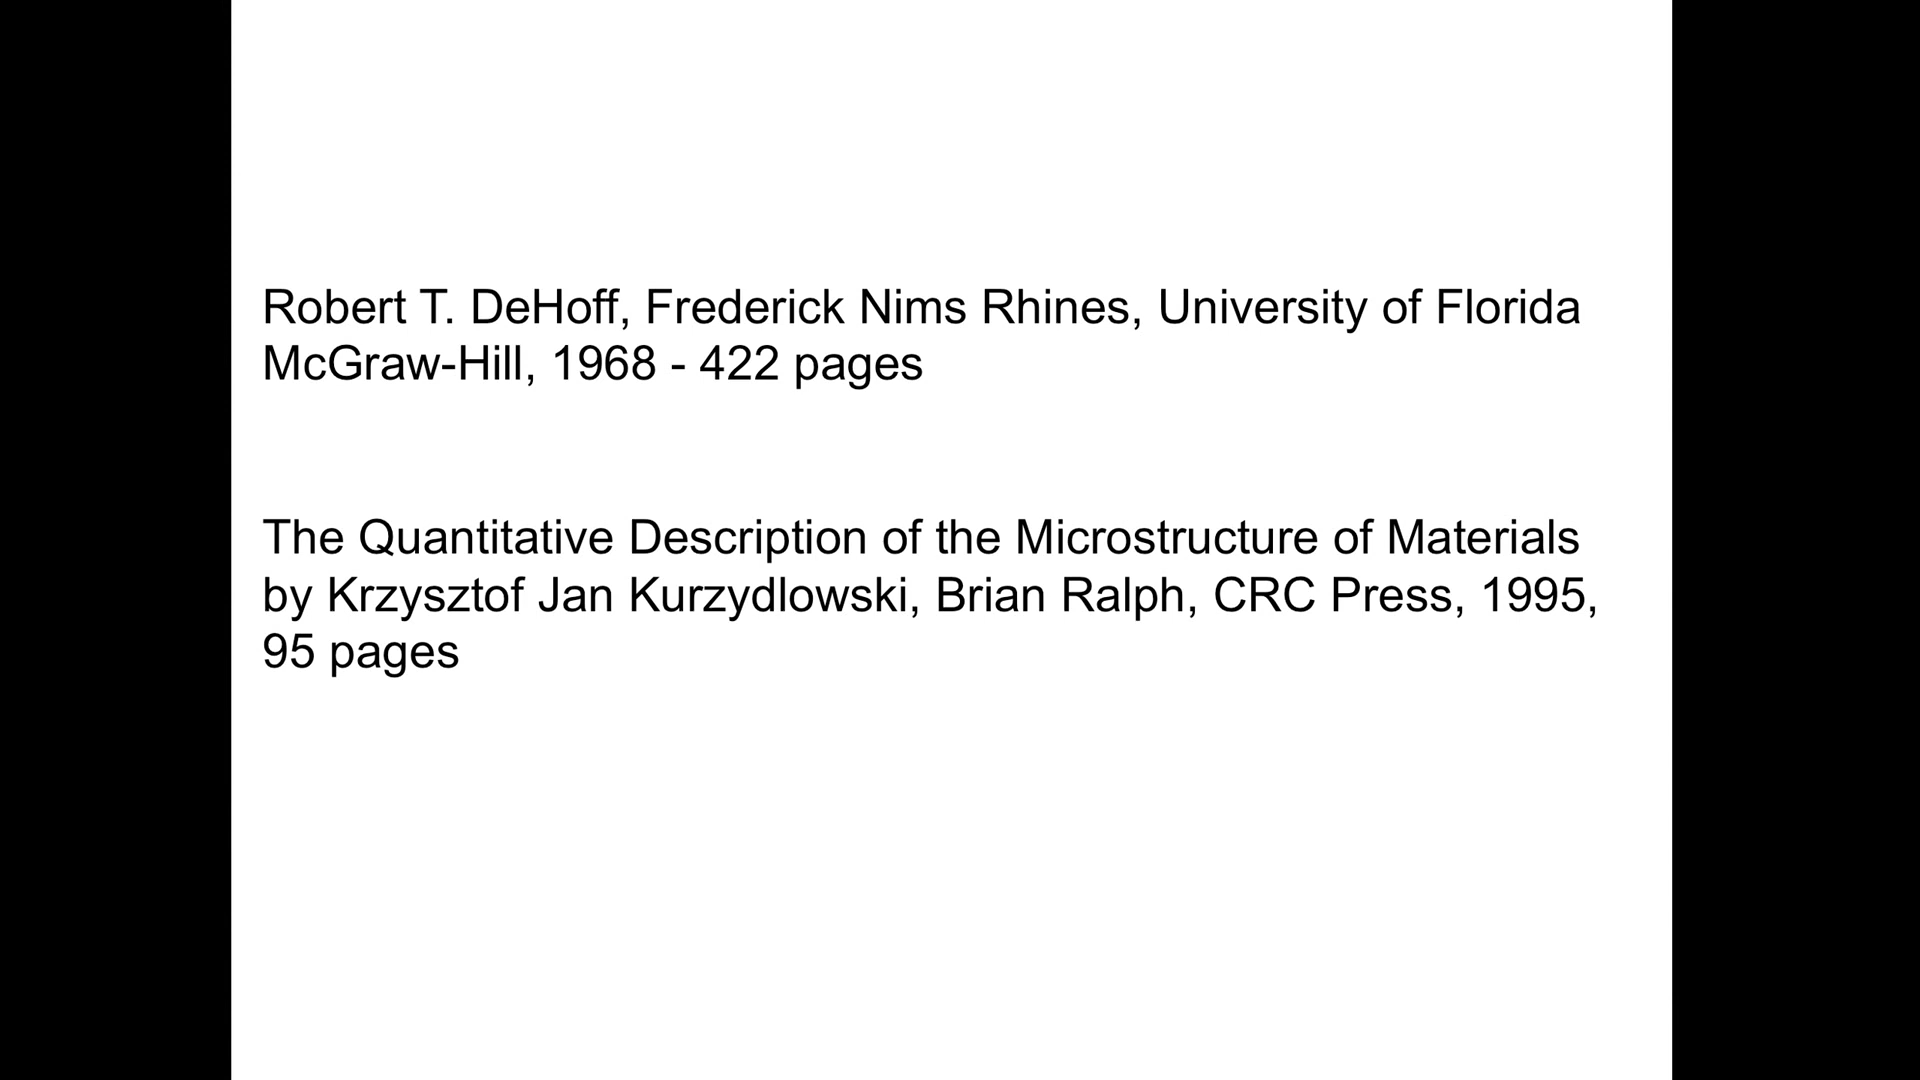 Robert T. DeHoff, Frederick Nims Rhines, University of Florida
McGraw-Hill, 1968 - 422 pages
The Quantitative Description of the Microstructure of Materials
by Krzysztof Jan Kurzydlowski, Brian Ralph, CRC Press, 1995,
95 pages